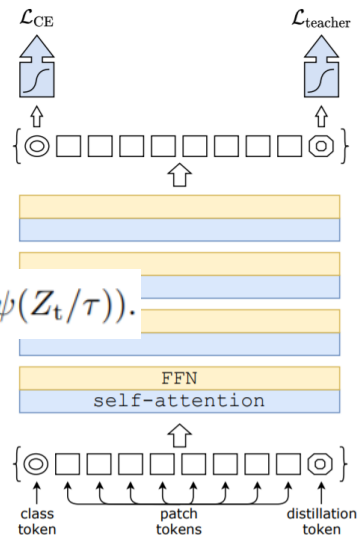 ℒ_CE ℒ_teacher
ψ(Z_t/τ)).
FFN
self-attention
class token
patch tokens
distillation token